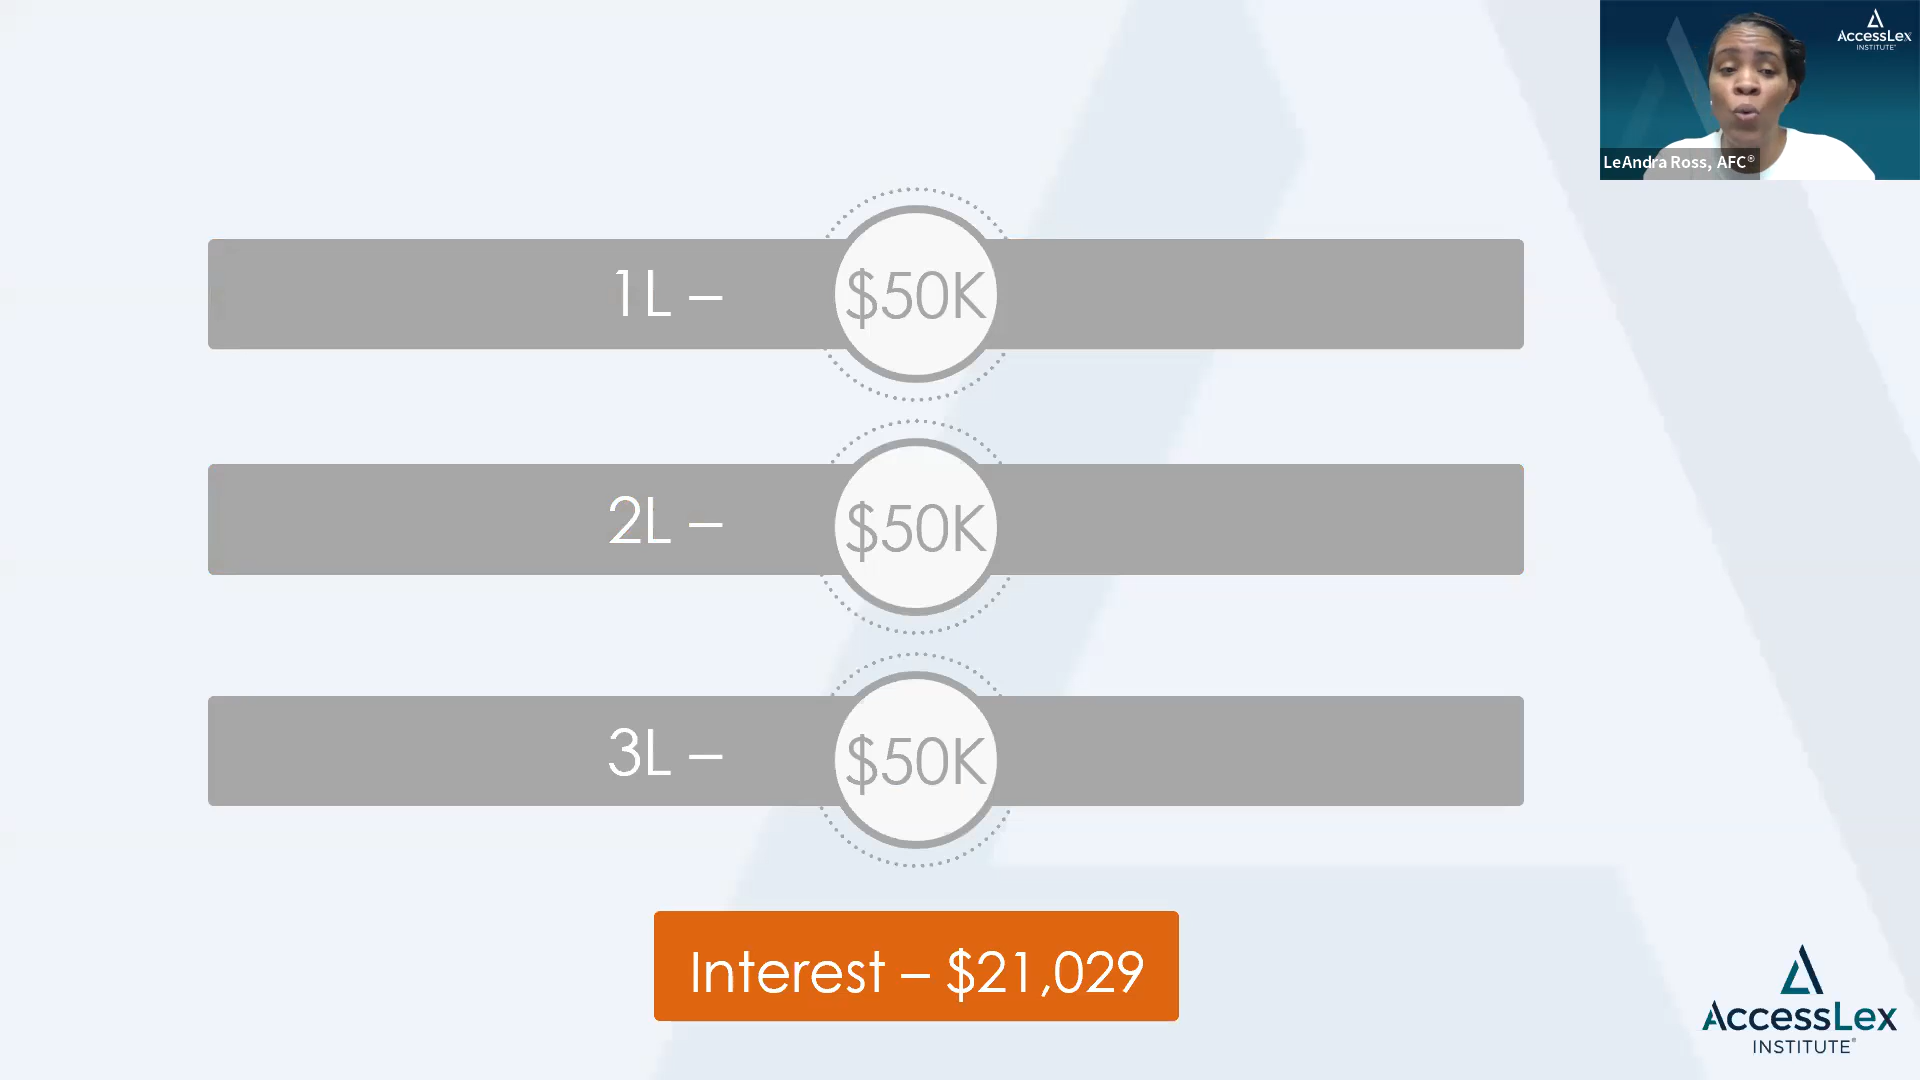 AccessLex
INSTITUTE®
LeAndra Ross, AFC®
1L – $50K
2L – $50K
3L – $50K
Interest – $21,029
AccessLex
INSTITUTE®